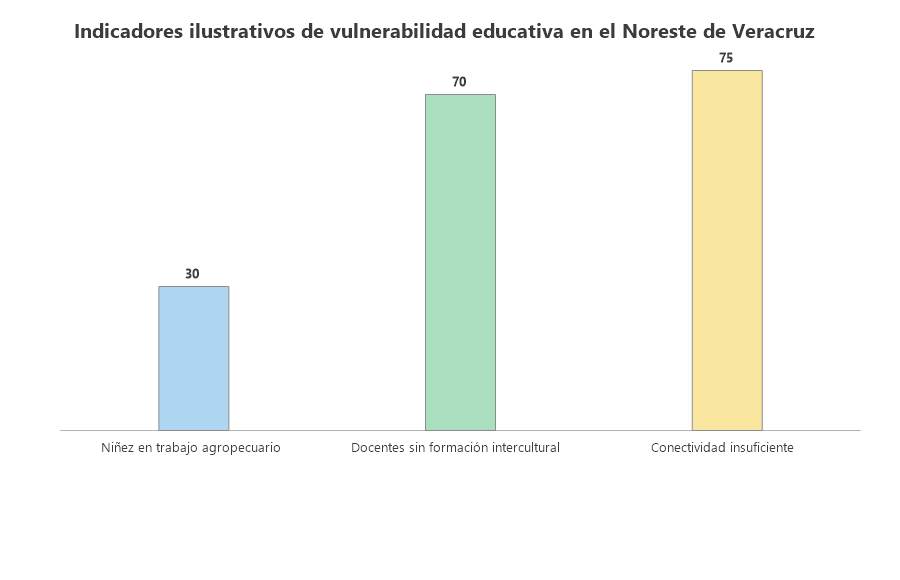 Indicadores ilustrativos de vulnerabilidad educativa en el Noreste de Veracruz
75
70
30
Niñez en trabajo agropecuario
Docentes sin formación intercultural
Conectividad insuficiente